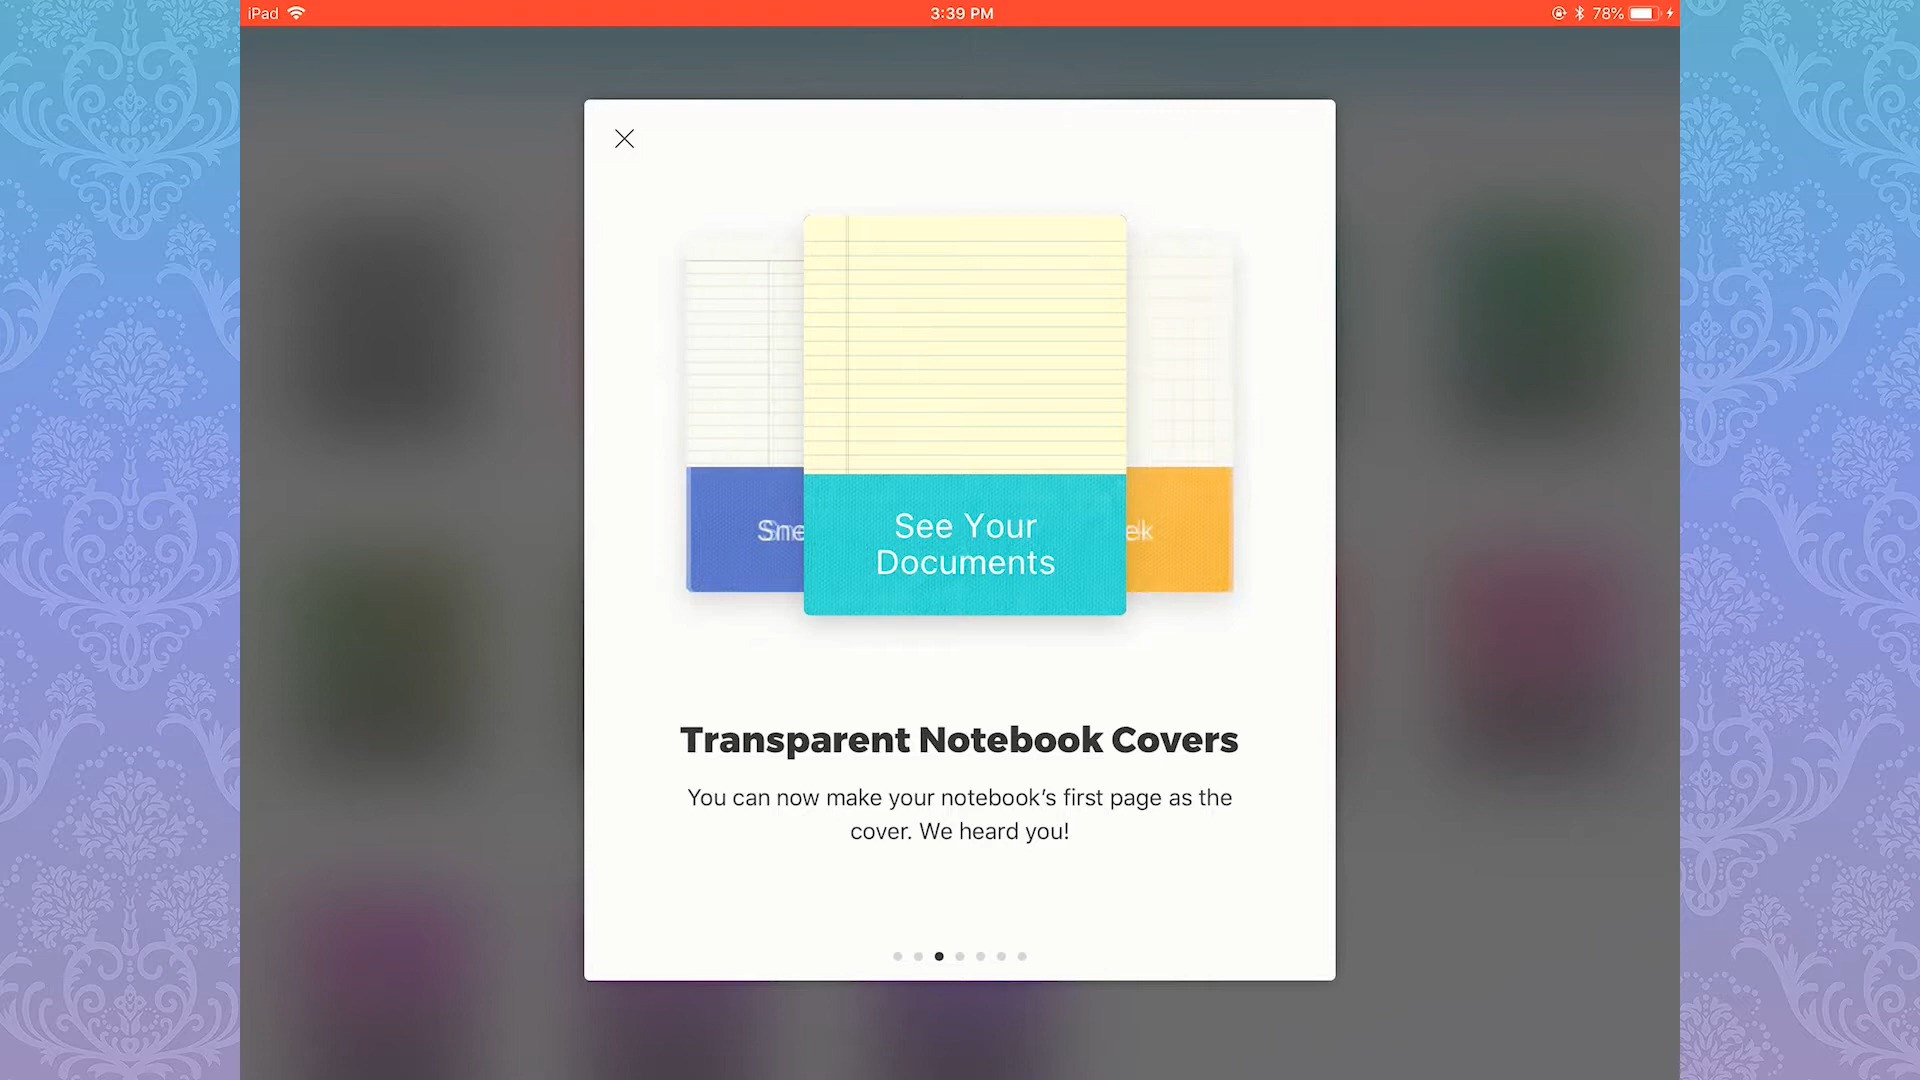 iPad 3:39 PM 78%
See Your
Documents
ek
Transparent Notebook Covers
You can now make your notebook's first page as the
cover. We heard you!